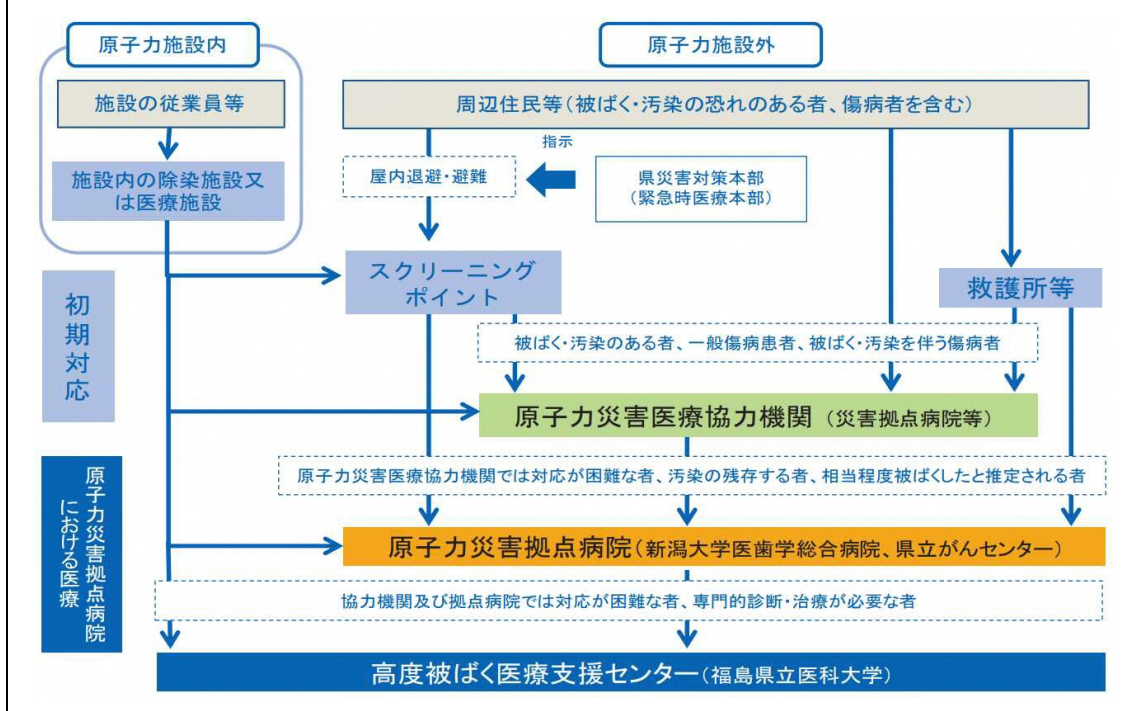 原子力施設内
原子力施設外
施設の従業員等
周辺住民等（被ばく・汚染の恐れのある者、傷病者を含む）
指示
施設内の除染施設又
は医療施設
屋内退避・避難
県災害対策本部
（緊急時医療本部）
初期対応
スクリーニング
ポイント
救護所等
被ばく・汚染のある者、一般傷病患者、被ばく・汚染を伴う傷病者
原子力災害医療協力機関（災害拠点病院等）
原子力災害拠点病院
における医療
原子力災害医療協力機関では対応が困難な者、汚染の残存する者、相当程度被ばくしたと推定される者
原子力災害拠点病院（新潟大学医歯学総合病院、県立がんセンター）
協力機関及び拠点病院では対応が困難な者、専門的診断・治療が必要な者
高度被ばく医療支援センター（福島県立医科大学）